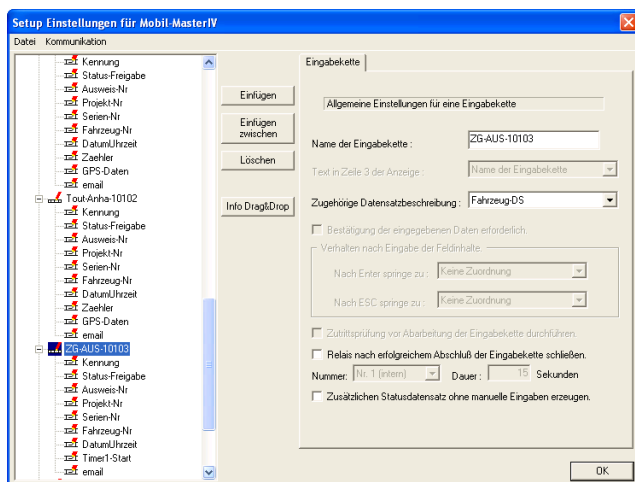 Setup Einstellungen für Mobil-MasterIV
Datei Kommunikation
Kennung
Status-Freigabe
Ausweis-Nr
Projekt-Nr
Serien-Nr
Fahrzeug-Nr
DatumUhrzeit
Zaehler
GPS-Daten
email
Tout-Anha-10102
Kennung
Status-Freigabe
Ausweis-Nr
Projekt-Nr
Serien-Nr
Fahrzeug-Nr
DatumUhrzeit
Zaehler
GPS-Daten
email
ZG-AUS-10103
Kennung
Status-Freigabe
Ausweis-Nr
Projekt-Nr
Serien-Nr
Fahrzeug-Nr
DatumUhrzeit
Timer1-Start
email
Einfügen
Einfügen
zwischen
Löschen
Info Drag&Drop
Eingabekette
Allgemeine Einstellungen für eine Eingabekette
Name der Eingabekette : ZG-AUS-10103
Text in Zeile 3 der Anzeige : Name der Eingabekette
Zugehörige Datensatzbeschreibung : Fahrzeug-DS
Bestätigung der eingegebenen Daten erforderlich.
Verhalten nach Eingabe der Feldinhalte.
Nach Enter springe zu : Keine Zuordnung
Nach ESC springe zu : Keine Zuordnung
Zutrittsprüfung vor Abarbeitung der Eingabekette durchführen.
Relais nach erfolgreichem Abschluß der Eingabekette schließen.
Nummer: Nr. 1 (intern) Dauer : 15 Sekunden
Zusätzlichen Statusdatensatz ohne manuelle Eingaben erzeugen.
OK